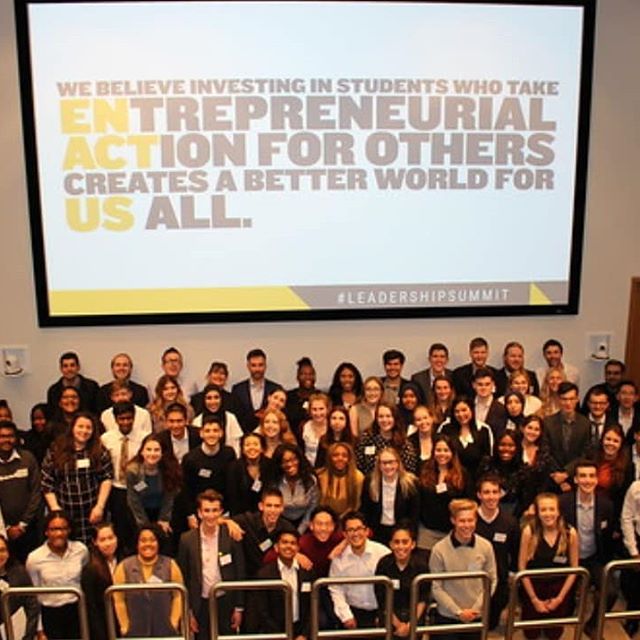 WE BELIEVE INVESTING IN STUDENTS WHO TAKE
ENTREPRENEURIAL
ACTION FOR OTHERS
CREATES A BETTER WORLD FOR
US ALL.
#LEADERSHIPSUMMIT